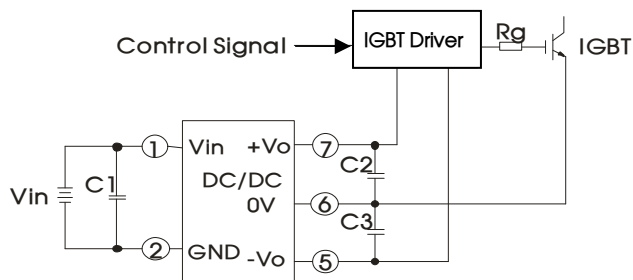 Control Signal
IGBT Driver
Rg
IGBT
1
Vin
+Vo
7
C2
Vin
C1
DC/DC
0V
6
C3
2
GND
-Vo
5